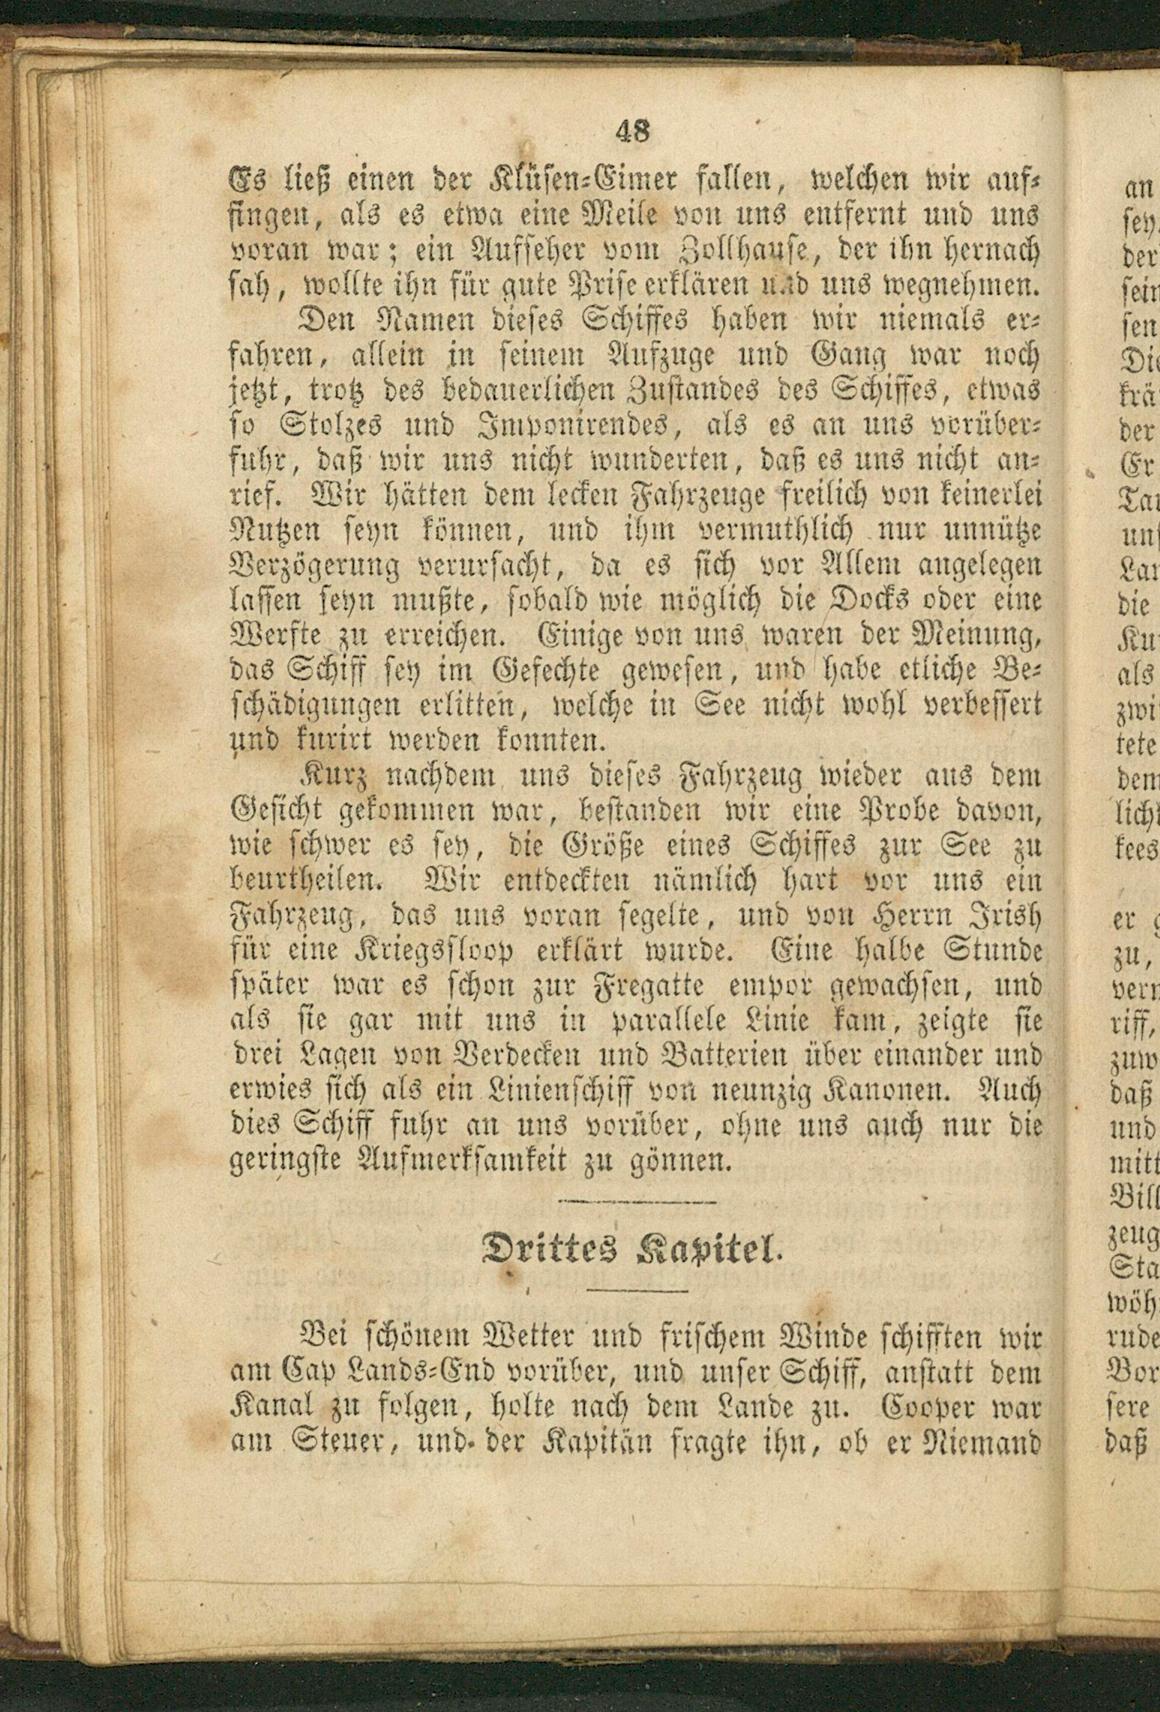 48
Es ließ einen der Klüsen-Eimer fallen, welchen wir auf-
fingen, als es etwa eine Meile von uns entfernt und uns
voran war; ein Aufseher vom Zollhause, der ihn hernach
sah, wollte ihn für gute Prise erklären und uns wegnehmen.
Den Namen dieses Schiffes haben wir niemals er-
fahren, allein in seinem Aufzuge und Gang war noch
jetzt, trotz des bedauerlichen Zustandes des Schiffes, etwas
so Stolzes und Imponirendes, als es an uns vorüber-
fuhr, daß wir uns nicht wunderten, daß es uns nicht an-
rief. Wir hätten dem lecken Fahrzeuge freilich von keinerlei
Nutzen seyn können, und ihm vermuthlich nur unnütze
Verzögerung verursacht, da es sich vor Allem angelegen
lassen seyn mußte, sobald wie möglich die Docks oder eine
Werfte zu erreichen. Einige von uns waren der Meinung,
das Schiff sey im Gefechte gewesen, und habe etliche Be-
schädigungen erlitten, welche in See nicht wohl verbessert
und kurirt werden konnten.
Kurz nachdem uns dieses Fahrzeug wieder aus dem
Gesicht gekommen war, bestanden wir eine Probe davon,
wie schwer es sey, die Größe eines Schiffes zur See zu
beurtheilen. Wir entdeckten nämlich hart vor uns ein
Fahrzeug, das uns voran segelte, und von Herrn Irish
für eine Kriegssloop erklärt wurde. Eine halbe Stunde
später war es schon zur Fregatte empor gewachsen, und
als sie gar mit uns in parallele Linie kam, zeigte sie
drei Lagen von Verdecken und Batterien über einander und
erwies sich als ein Linienschiff von neunzig Kanonen. Auch
dies Schiff fuhr an uns vorüber, ohne uns auch nur die
geringste Aufmerksamkeit zu gönnen.
Drittes Kapitel.
Bei schönem Wetter und frischem Winde schifften wir
am Cap Lands-End vorüber, und unser Schiff, anstatt dem
Kanal zu folgen, holte nach dem Lande zu. Cooper war
am Steuer, und der Kapitän fragte ihn, ob er Niemand